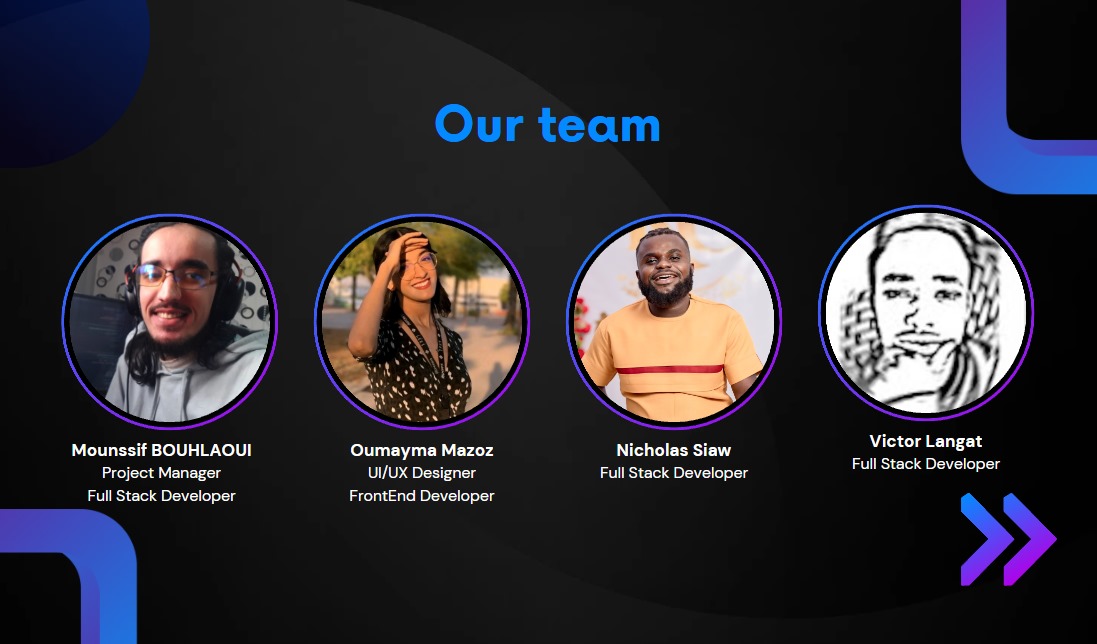 Our team
Mounssif BOUHLAOUI
Project Manager
Full Stack Developer
Oumayma Mazoz
UI/UX Designer
FrontEnd Developer
Nicholas Siaw
Full Stack Developer
Victor Langat
Full Stack Developer